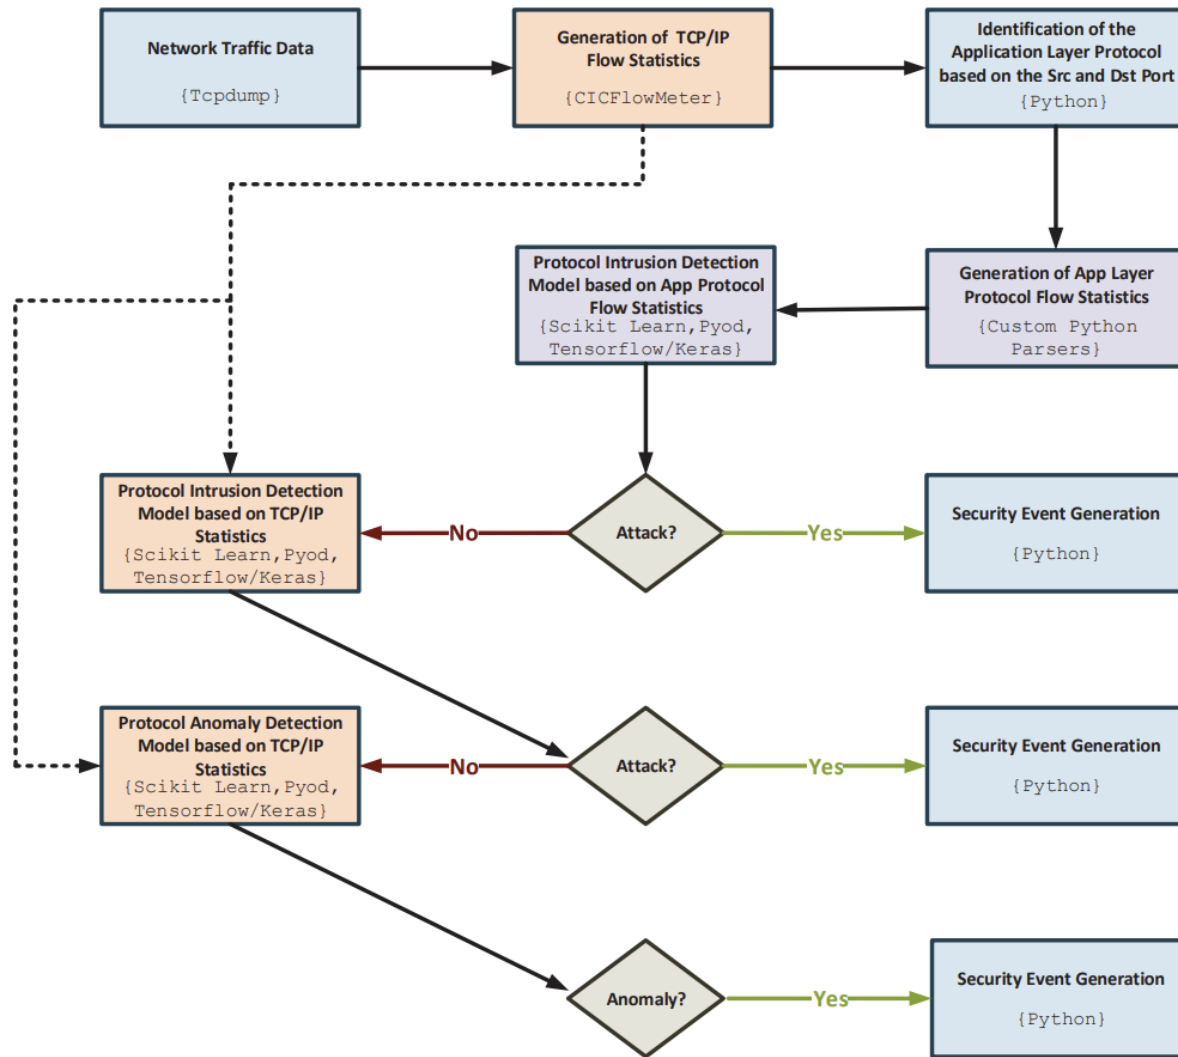 Network Traffic Data
{Tcpdump}
Generation of TCP/IP
Flow Statistics
{CICFlowMeter}
Identification of the
Application Layer Protocol
based on the Src and Dst Port
{Python}
Protocol Intrusion Detection
Model based on App Protocol
Flow Statistics
{Scikit Learn,Pyod,
Tensorflow/Keras}
Generation of App Layer
Protocol Flow Statistics
{Custom Python
Parsers}
Protocol Intrusion Detection
Model based on TCP/IP
Statistics
{Scikit Learn,Pyod,
Tensorflow/Keras}
No
Attack?
Yes
Security Event Generation
{Python}
Protocol Anomaly Detection
Model based on TCP/IP
Statistics
{Scikit Learn,Pyod,
Tensorflow/Keras}
No
Attack?
Yes
Security Event Generation
{Python}
Anomaly?
Yes
Security Event Generation
{Python}